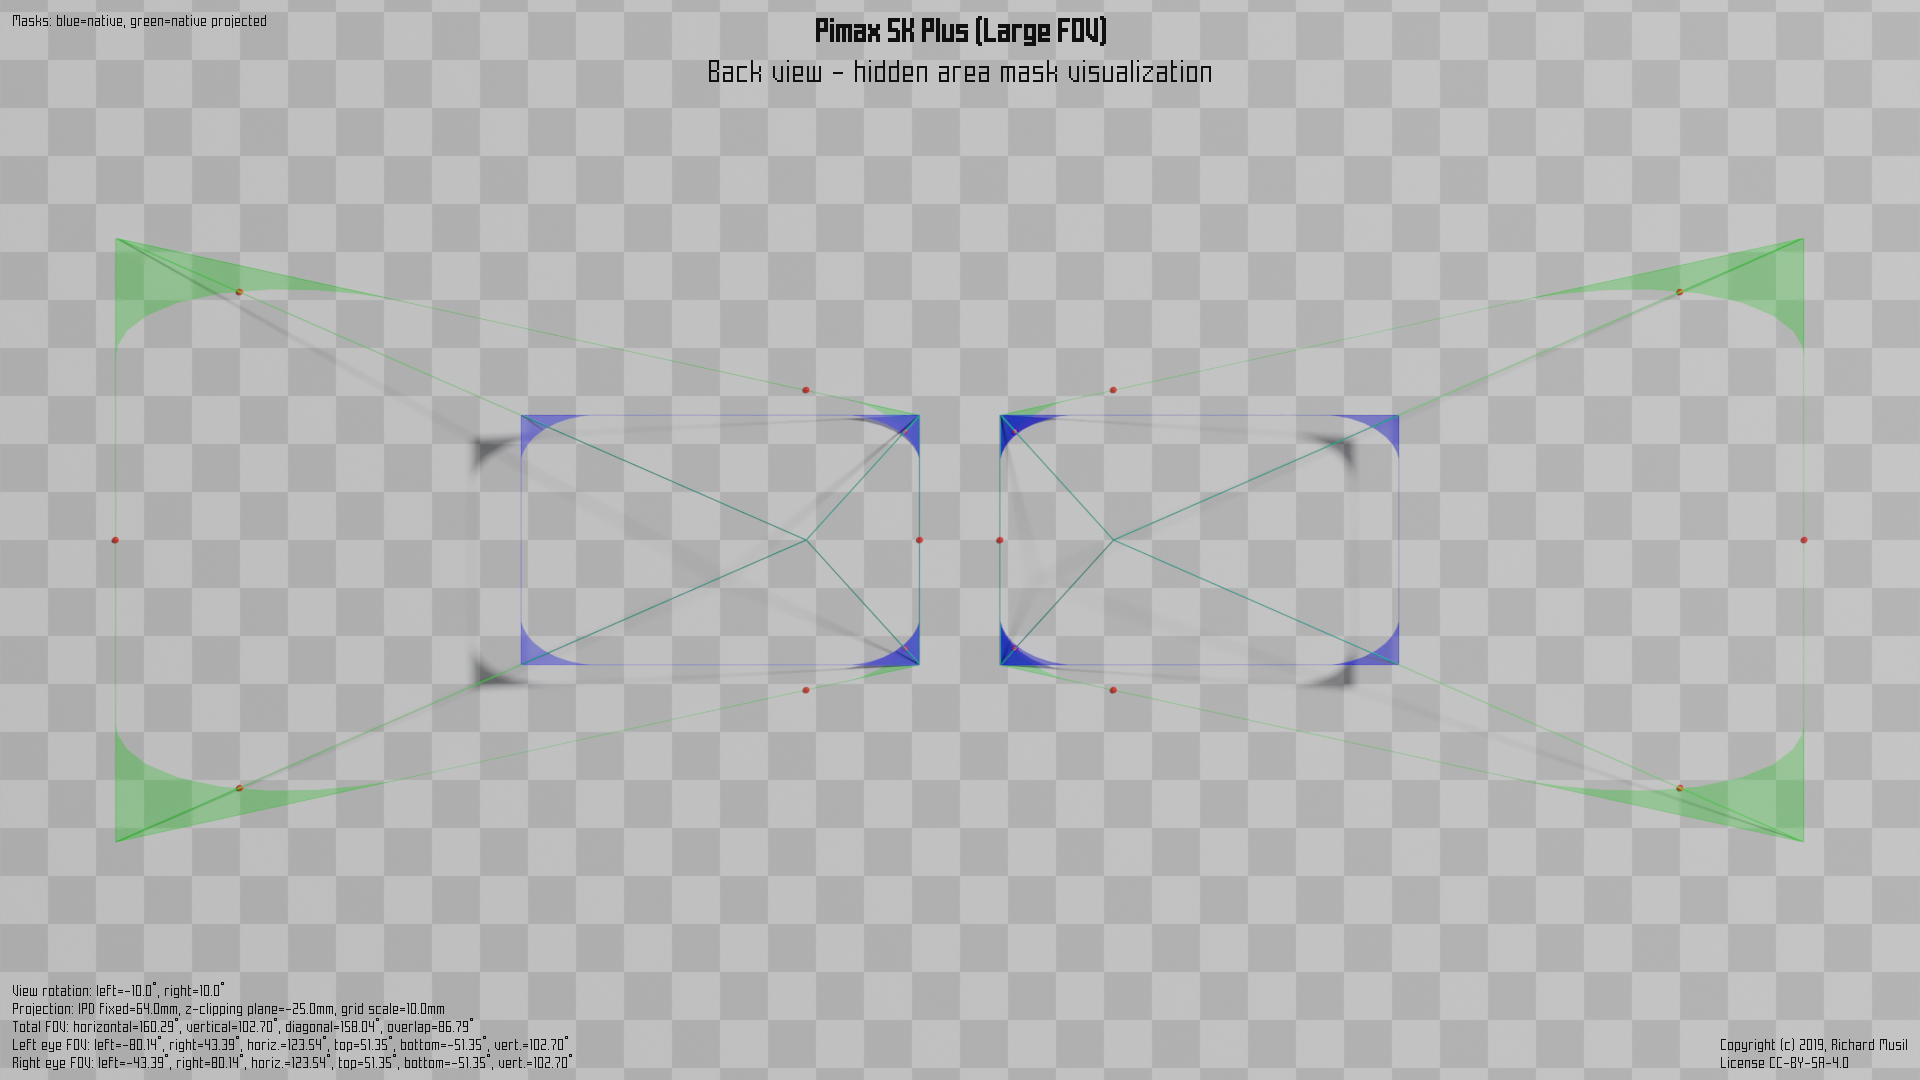 Masks: blue=native, green=native projected
Pimax 5K Plus (Large FOV)
Back view - hidden area mask visualization
View rotation: left=-10.0°, right=10.0°
Projection: IPD fixed=64.0mm, z-clipping plane=-25.0mm, grid scale=10.0mm
Total FOV: horizontal=160.29°, vertical=102.70°, diagonal=158.04°, overlap=86.79°
Left eye FOV: left=-80.14°, right=43.39°, horiz.=123.54°, top=51.35°, bottom=-51.35°, vert.=102.70°
Right eye FOV: left=-43.39°, right=80.14°, horiz.=123.54°, top=51.35°, bottom=-51.35°, vert.=102.70°
Copyright (c) 2019, Richard Musil
License CC-BY-SA-4.0